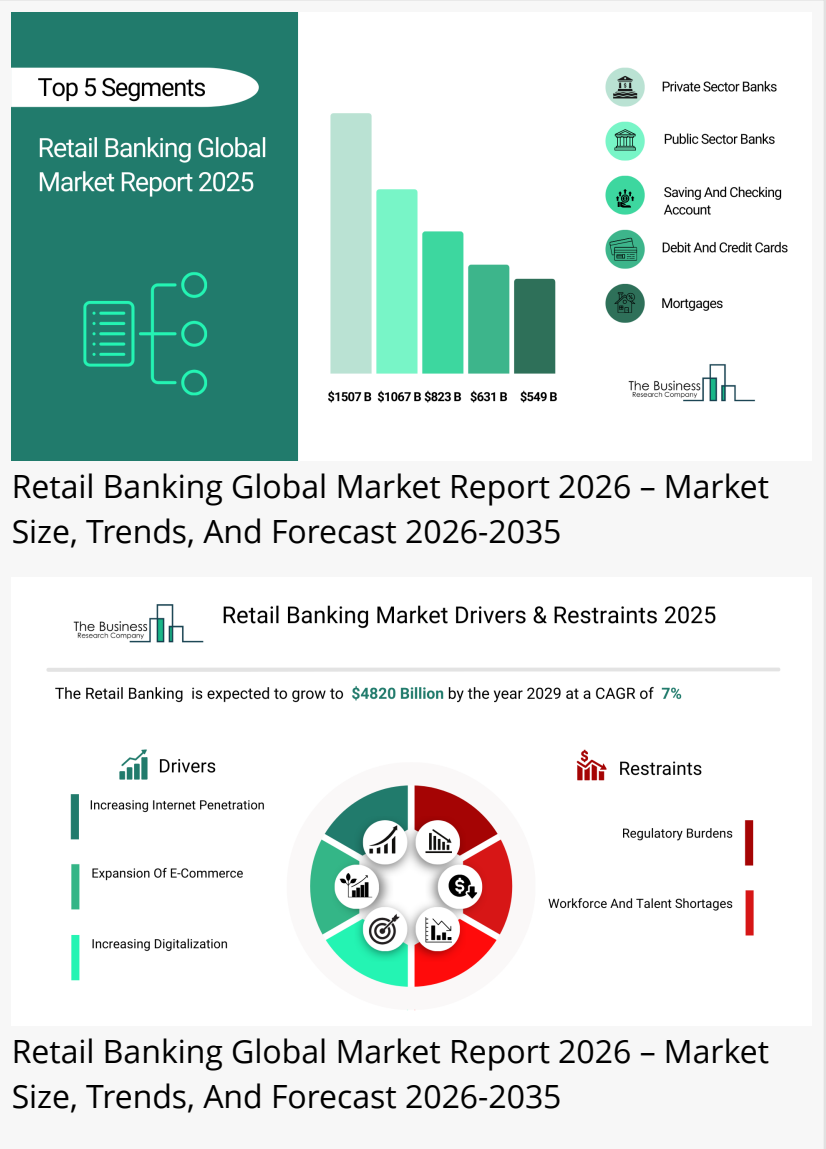 Top 5 Segments
Retail Banking Global
Market Report 2025
Private Sector Banks
Public Sector Banks
Saving And Checking
Account
Debit And Credit Cards
Mortgages
$1507 B $1067 B $823 B $631 B $549 B
The Business
Research Company
Retail Banking Global Market Report 2026 – Market
Size, Trends, And Forecast 2026-2035
The Business
Research Company
Retail Banking Market Drivers & Restraints 2025
The Retail Banking is expected to grow to $4820 Billion by the year 2029 at a CAGR of 7%
Drivers
Increasing Internet Penetration
Expansion Of E-Commerce
Increasing Digitalization
$
Restraints
Regulatory Burdens
Workforce And Talent Shortages
$
Retail Banking Global Market Report 2026 – Market
Size, Trends, And Forecast 2026-2035